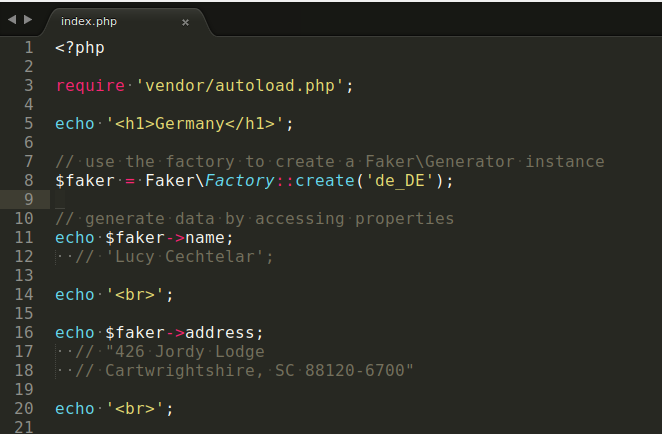 index.php ×
1 <?php
2
3 require 'vendor/autoload.php';
4
5 echo '<h1>Germany</h1>';
6
7 // use the factory to create a Faker\Generator instance
8 $faker = Faker\Factory::create('de_DE');
9
10 // generate data by accessing properties
11 echo $faker->name;
12 // 'Lucy Cechtelar';
13
14 echo '<br>';
15
16 echo $faker->address;
17 // "426 Jordy Lodge
18 // Cartwrightshire, SC 88120-6700"
19
20 echo '<br>';
21